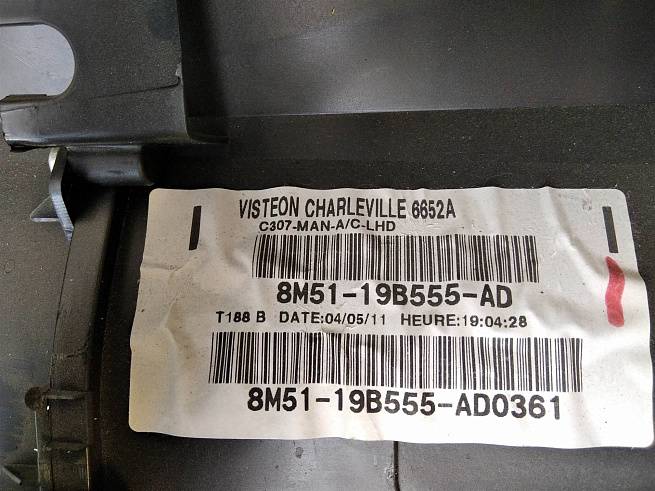 VISTEON CHARLEVILLE 6652A
C307-MAN-A/C-LHD
8M51-19B555-AD
T188 B DATE:04/05/11 HEURE:19:04:28
8M51-19B555-AD0361